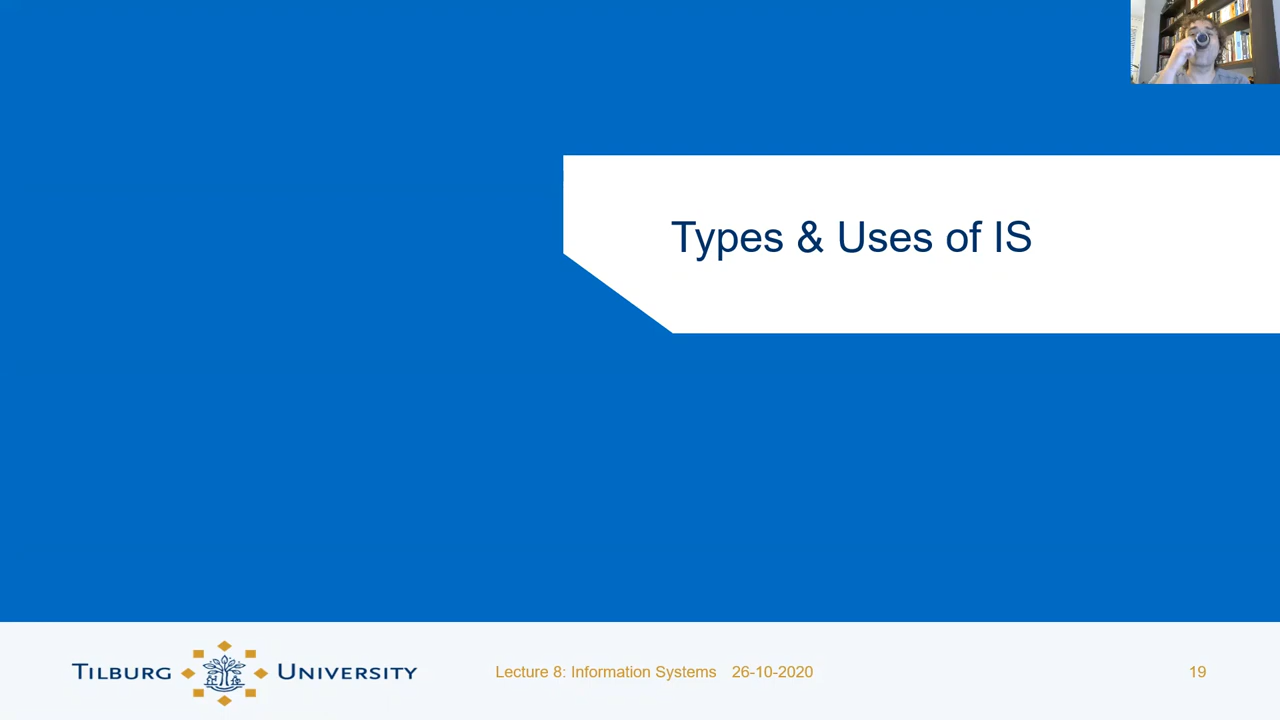 Types & Uses of IS
TILBURG UNIVERSITY
Lecture 8: Information Systems 26-10-2020
19